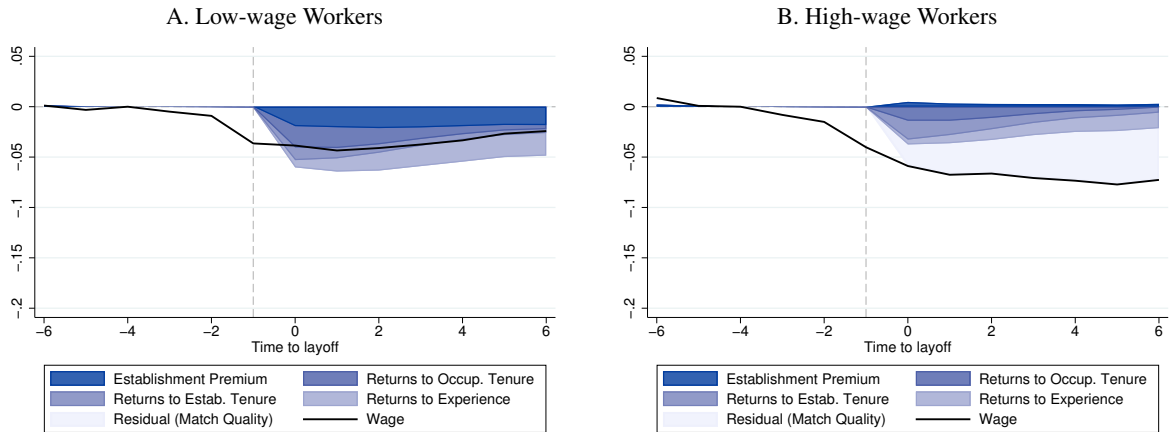 A. Low-wage Workers
.05
0
-.05
-.1
-.15
-.2
-6 -4 -2 0 2 4 6
Time to layoff
Establishment Premium Returns to Occup. Tenure
Returns to Estab. Tenure Returns to Experience
Residual (Match Quality) Wage
B. High-wage Workers
.05
0
-.05
-.1
-.15
-.2
-6 -4 -2 0 2 4 6
Time to layoff
Establishment Premium Returns to Occup. Tenure
Returns to Estab. Tenure Returns to Experience
Residual (Match Quality) Wage